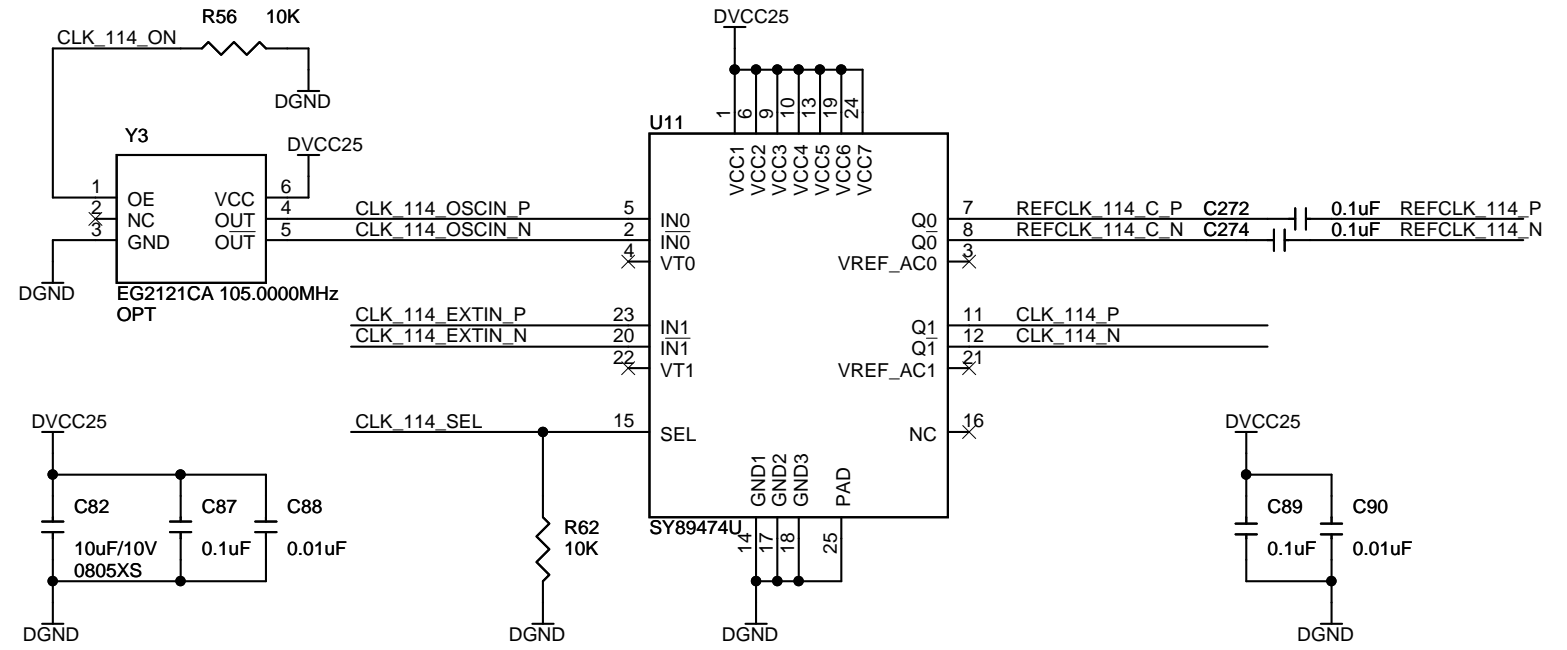 R56 10K
CLK_114_ON
DGND
Y3
DVCC25
1 OE VCC 6
2 NC OUT 4
3 GND OUT 5
DGND
EG2121CA 105.0000MHz
OPT
DVCC25
1 6 9 10 13 19 24
U11
VCC1 VCC2 VCC3 VCC4 VCC5 VCC6 VCC7
CLK_114_OSCIN_P 5 IN0
CLK_114_OSCIN_N 2 IN0
4 VT0
CLK_114_EXTIN_P 23 IN1
CLK_114_EXTIN_N 20 IN1
22 VT1
CLK_114_SEL 15 SEL
Q0 7 REFCLK_114_C_P C272 0.1uF REFCLK_114_P
Q0 8 REFCLK_114_C_N C274 0.1uF REFCLK_114_N
VREF_AC0 3
Q1 11 CLK_114_P
Q1 12 CLK_114_N
VREF_AC1 21
NC 16
GND1 GND2 GND3 PAD
SY89474U
14 17 18 25
DGND
R62
10K
DGND
DVCC25
C82 C87 C88
10uF/10V 0.1uF 0.01uF
0805XS
DGND
DVCC25
C89 C90
0.1uF 0.01uF
DGND